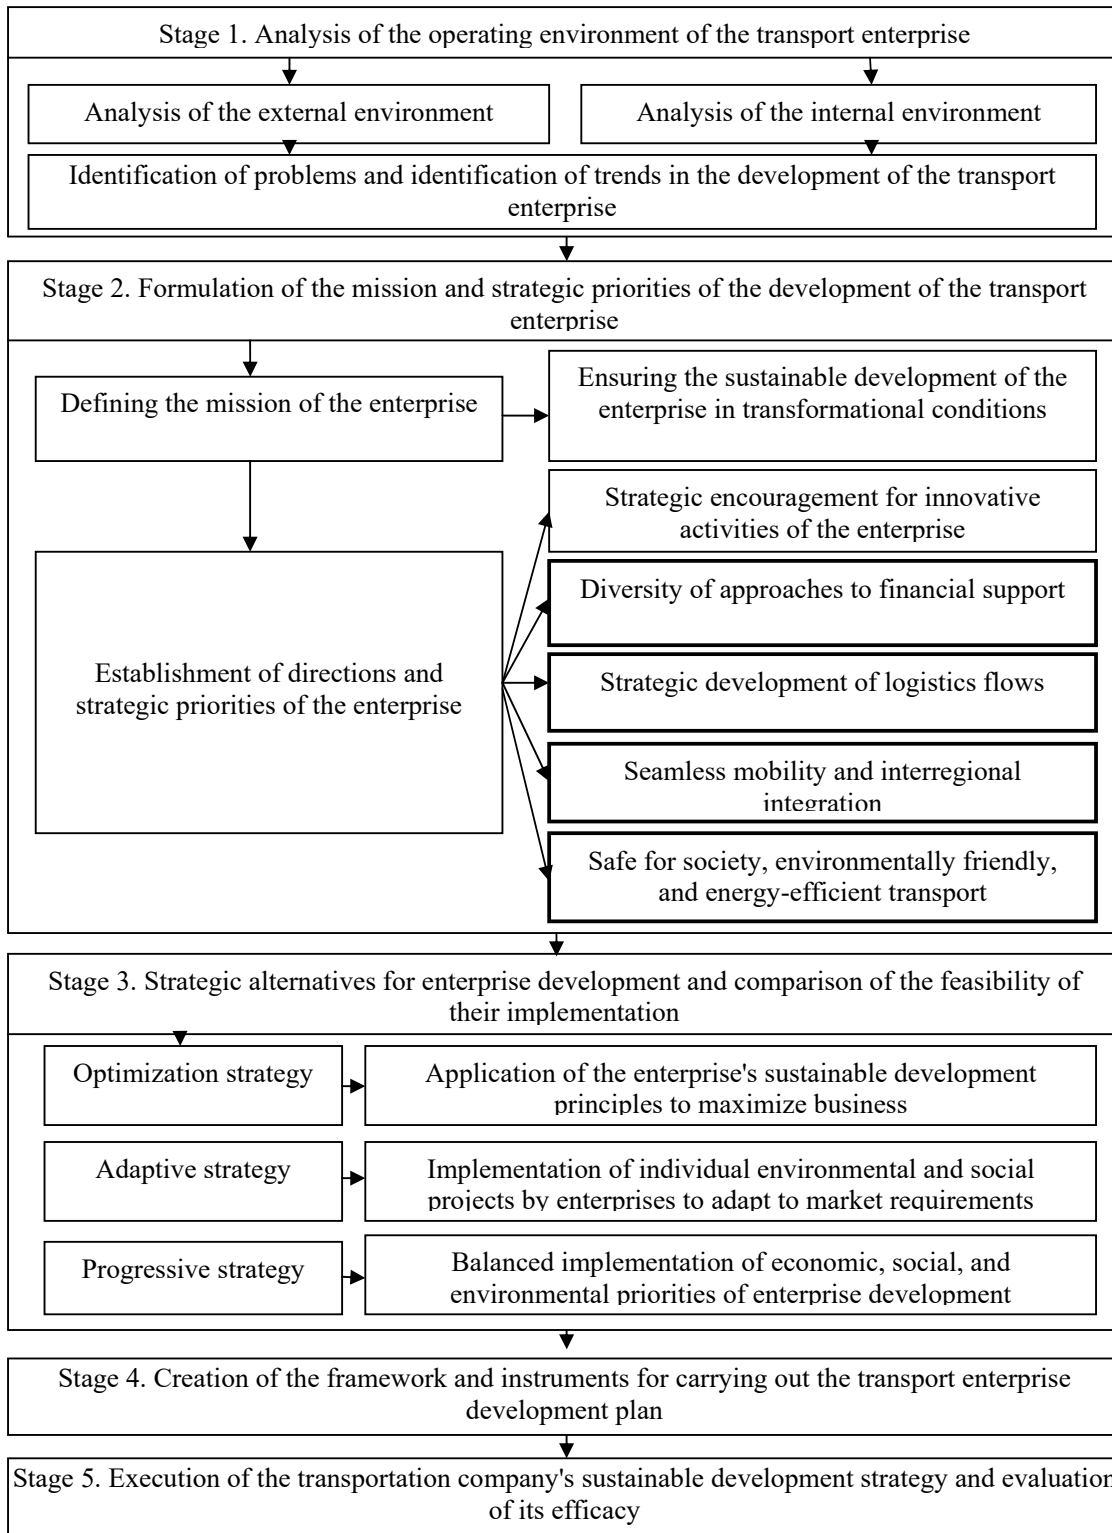 Stage 1. Analysis of the operating environment of the transport enterprise
Analysis of the external environment
Analysis of the internal environment
Identification of problems and identification of trends in the development of the transport
enterprise
Stage 2. Formulation of the mission and strategic priorities of the development of the transport
enterprise
Defining the mission of the enterprise
Ensuring the sustainable development of the
enterprise in transformational conditions
Establishment of directions and
strategic priorities of the enterprise
Strategic encouragement for innovative
activities of the enterprise
Diversity of approaches to financial support
Strategic development of logistics flows
Seamless mobility and interregional
integration
Safe for society, environmentally friendly,
and energy-efficient transport
Stage 3. Strategic alternatives for enterprise development and comparison of the feasibility of
their implementation
Optimization strategy
Application of the enterprise's sustainable development
principles to maximize business
Adaptive strategy
Implementation of individual environmental and social
projects by enterprises to adapt to market requirements
Progressive strategy
Balanced implementation of economic, social, and
environmental priorities of enterprise development
Stage 4. Creation of the framework and instruments for carrying out the transport enterprise
development plan
Stage 5. Execution of the transportation company's sustainable development strategy and evaluation
of its efficacy